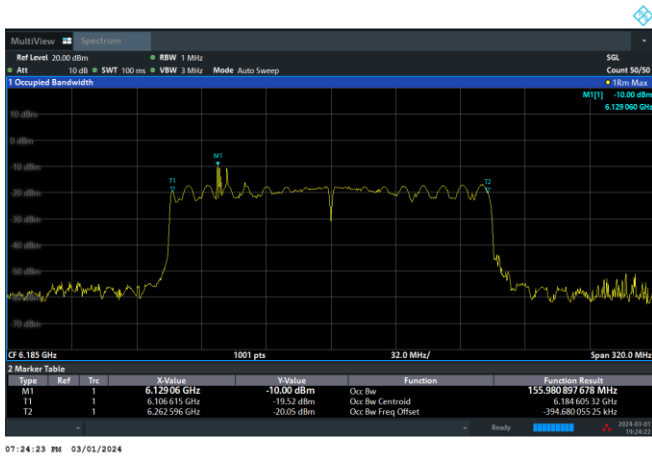 MultiView Spectrum
Ref Level 20.00 dBm RBW 1 MHz SGL
Att 10 dB SWT 100 ms VBW 3 MHz Mode Auto Sweep Count 50/50
1 Occupied Bandwidth 1Rm Max
M1[1] -10.00 dBm
6.129 060 GHz
10 dBm
0 dBm
M1
-10 dBm
T1 T2
-20 dBm
-30 dBm
-40 dBm
-50 dBm
-70 dBm
CF 6.185 GHz 1001 pts 32.0 MHz/ Span 320.0 MHz
2 Marker Table
Type Ref Trc X-Value Y-Value Function Function Result
M1 1 6.129 06 GHz -10.00 dBm Occ Bw 155.980 897 678 MHz
T1 1 6.106 615 GHz -19.52 dBm Occ Bw Centroid 6.184 605 32 GHz
T2 1 6.262 596 GHz -20.05 dBm Occ Bw Freq Offset -394.680 055 25 kHz
Ready 2024-03-01
19:24:22
07:24:23 PM 03/01/2024